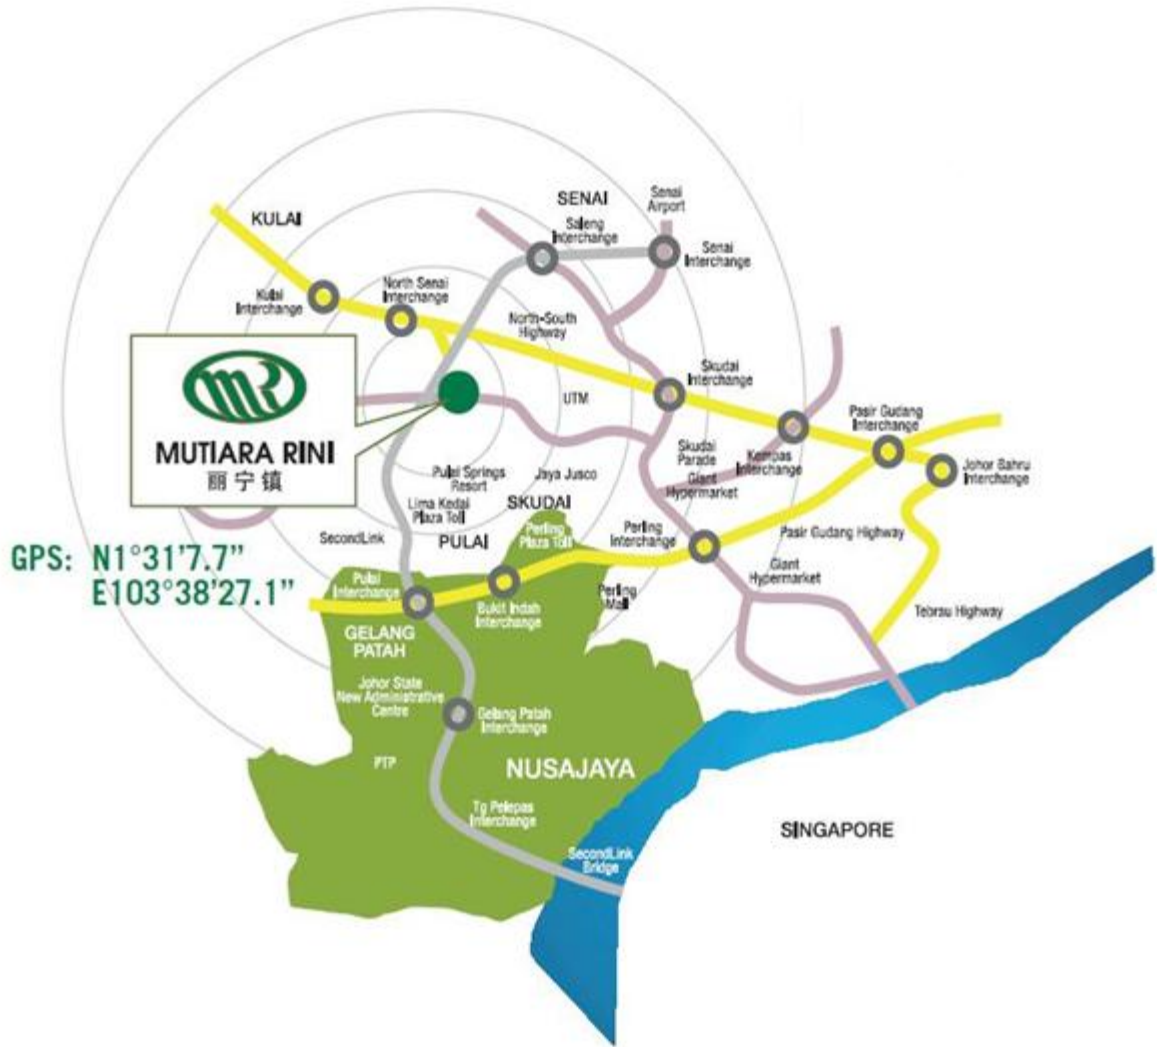 Senai
Airport
SENAI
KULAI
Saleng
Interchange
Senai
Interchange
North Senai
Interchange
Kulai
Interchange
North-South
Highway
Skudai
Interchange
MR
MUTIARA RINI
丽宁镇
UTM
Pasir Gudang
Interchange
Skudai
Parade
Kempas
Interchange
Johor Bahru
Interchange
Pulai Springs
Resort
Jaya Jusco
Giant
Hypermarket
SKUDAI
Lima Kedai
Plaza Toll
Perling
Plaza Toll
Perling
Interchange
Pasir Gudang Highway
SecondLink
PULAI
GPS: N1°31'7.7"
E103°38'27.1"
Giant
Hypermarket
Pulai
Interchange
Perling
Mall
Bukit Indah
Interchange
Tebrau Highway
GELANG
PATAH
Johor State
New Administrative
Centre
Gelang Patah
Interchange
PTP
NUSAJAYA
Tg Pelepas
Interchange
SINGAPORE
SecondLink
Bridge